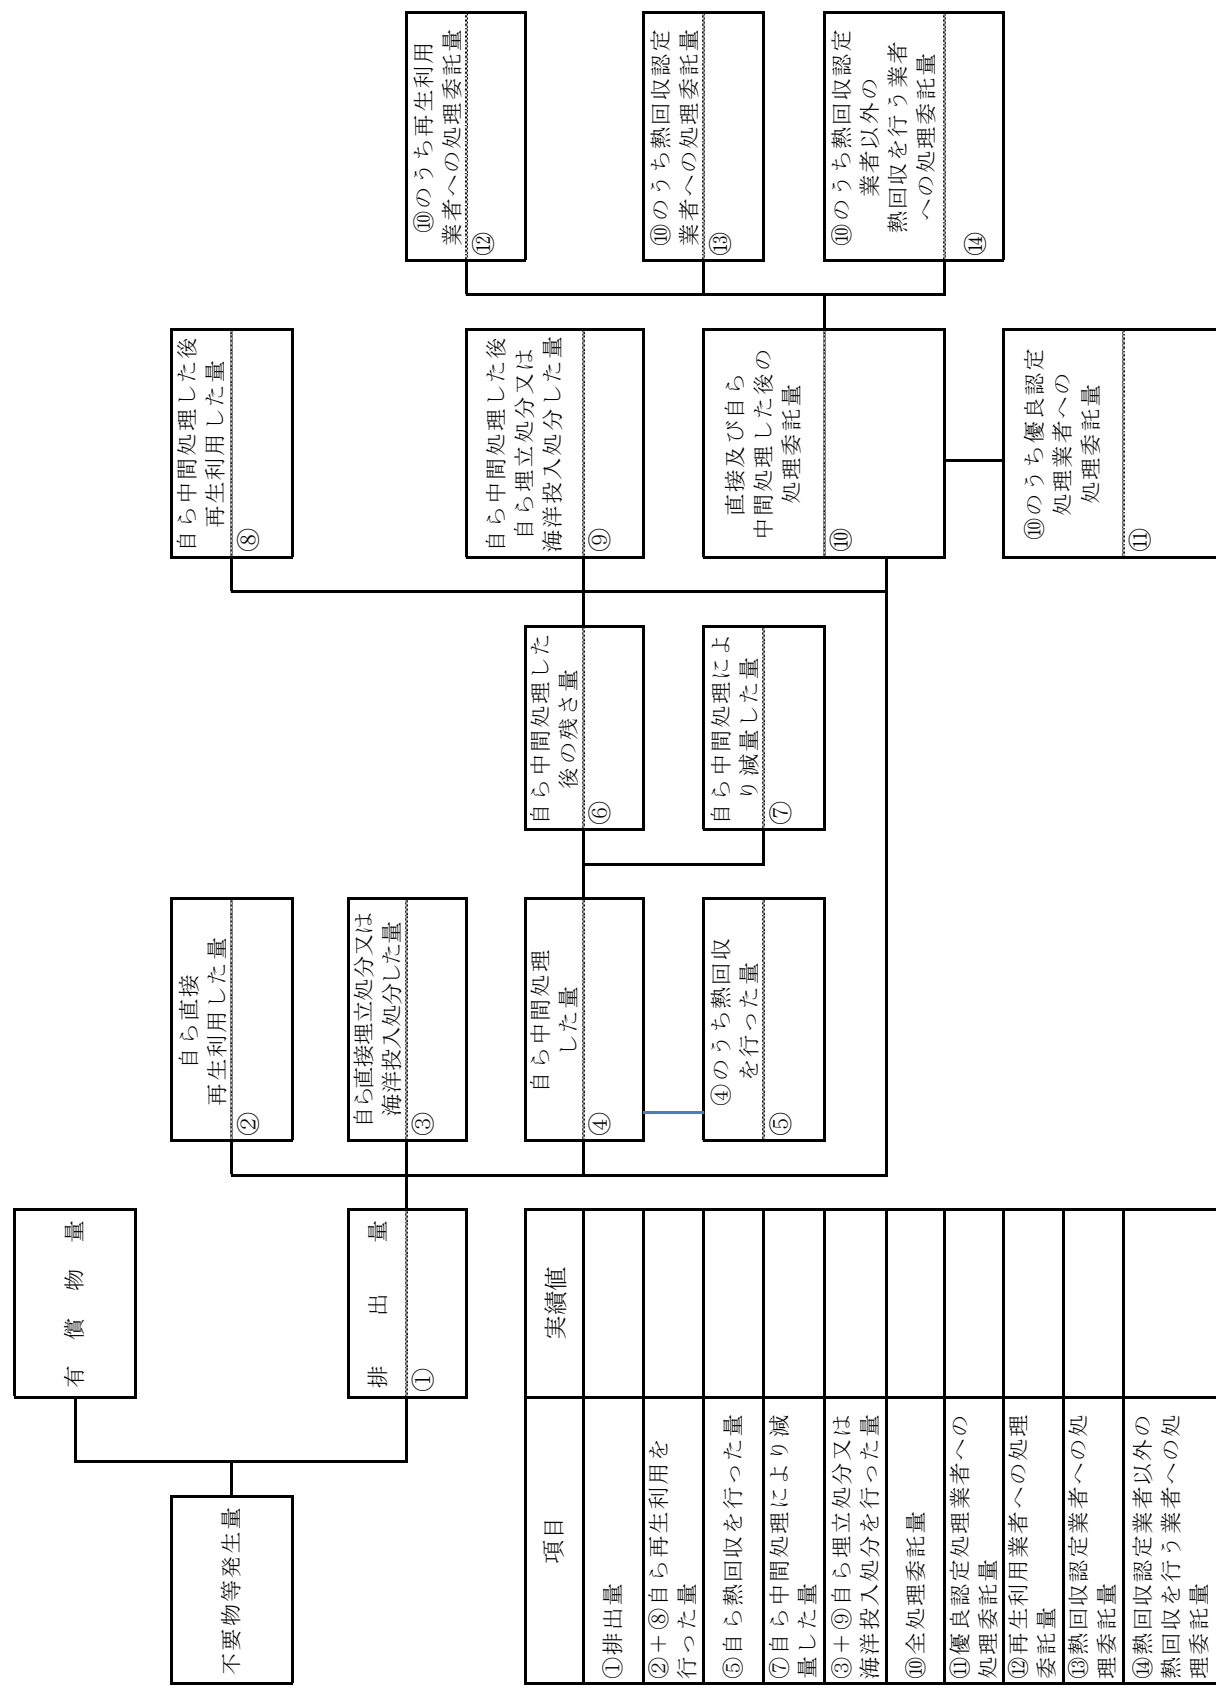 不要物等発生量
有償物量
排出量
①
自ら直接
再生利用した量
②
自ら直接埋立処分又は
海洋投入処分した量
③
自ら中間処理
した量
④
④のうち熱回収
を行った量
⑤
自ら中間処理した
後の残さ量
⑥
自ら中間処理によ
り減量した量
⑦
自ら中間処理した後
再生利用した量
⑧
自ら中間処理した後
自ら埋立処分又は
海洋投入処分した量
⑨
直接及び自ら
中間処理した後の
処理委託量
⑩
⑩のうち優良認定
処理業者への
処理委託量
⑪
⑩のうち再生利用
業者への処理委託量
⑫
⑩のうち熱回収認定
業者への処理委託量
⑬
⑩のうち熱回収認定
業者以外の
熱回収を行う業者
への処理委託量
⑭
項目
実績値
①排出量
②＋⑧自ら再生利用を
行った量
⑤自ら熱回収を行った量
⑦自ら中間処理により減
量した量
③＋⑨自ら埋立処分又は
海洋投入処分を行った量
⑩全処理委託量
⑪優良認定処理業者への
処理委託量
⑫再生利用業者への処理
委託量
⑬熱回収認定業者への処
理委託量
⑭熱回収認定業者以外の
熱回収を行う業者への処
理委託量